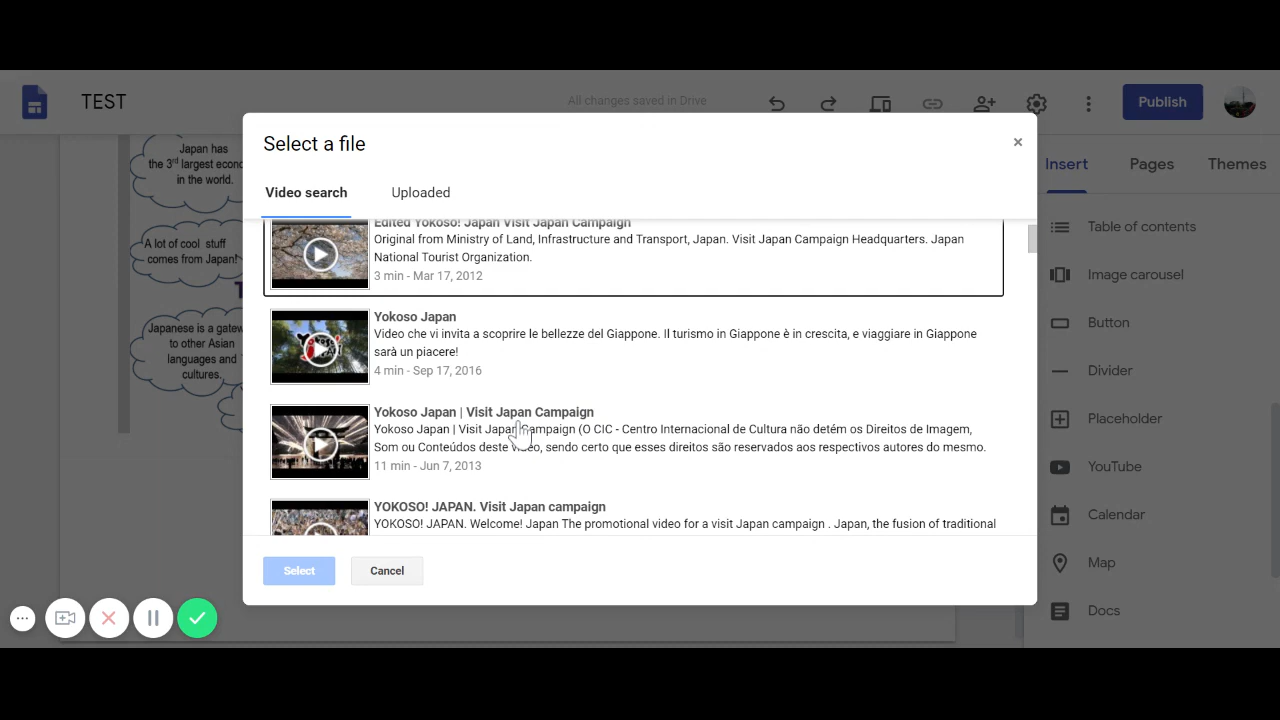 TEST
All changes saved in Drive
Publish
Select a file
×
Video search
Uploaded
Insert
Pages
Themes
Japan has
the 3rd largest econ
in the world.
A lot of cool stuff
comes from Japan!
T
Japanese is a gatew
to other Asian
languages and
cultures.
Edited Yokoso! Japan Visit Japan Campaign
Original from Ministry of Land, Infrastructure and Transport, Japan. Visit Japan Campaign Headquarters. Japan
National Tourist Organization.
3 min - Mar 17, 2012
Yokoso Japan
Video che vi invita a scoprire le bellezze del Giappone. Il turismo in Giappone è in crescita, e viaggiare in Giappone
sarà un piacere!
4 min - Sep 17, 2016
Yokoso Japan | Visit Japan Campaign
Yokoso Japan | Visit Japan Campaign (O CIC - Centro Internacional de Cultura não detém os Direitos de Imagem,
Som ou Conteúdos deste vídeo, sendo certo que esses direitos são reservados aos respectivos autores do mesmo.
11 min - Jun 7, 2013
YOKOSO! JAPAN. Visit Japan campaign
YOKOSO! JAPAN. Welcome! Japan The promotional video for a visit Japan campaign . Japan, the fusion of traditional
Select
Cancel
Table of contents
Image carousel
Button
Divider
Placeholder
YouTube
Calendar
Map
Docs